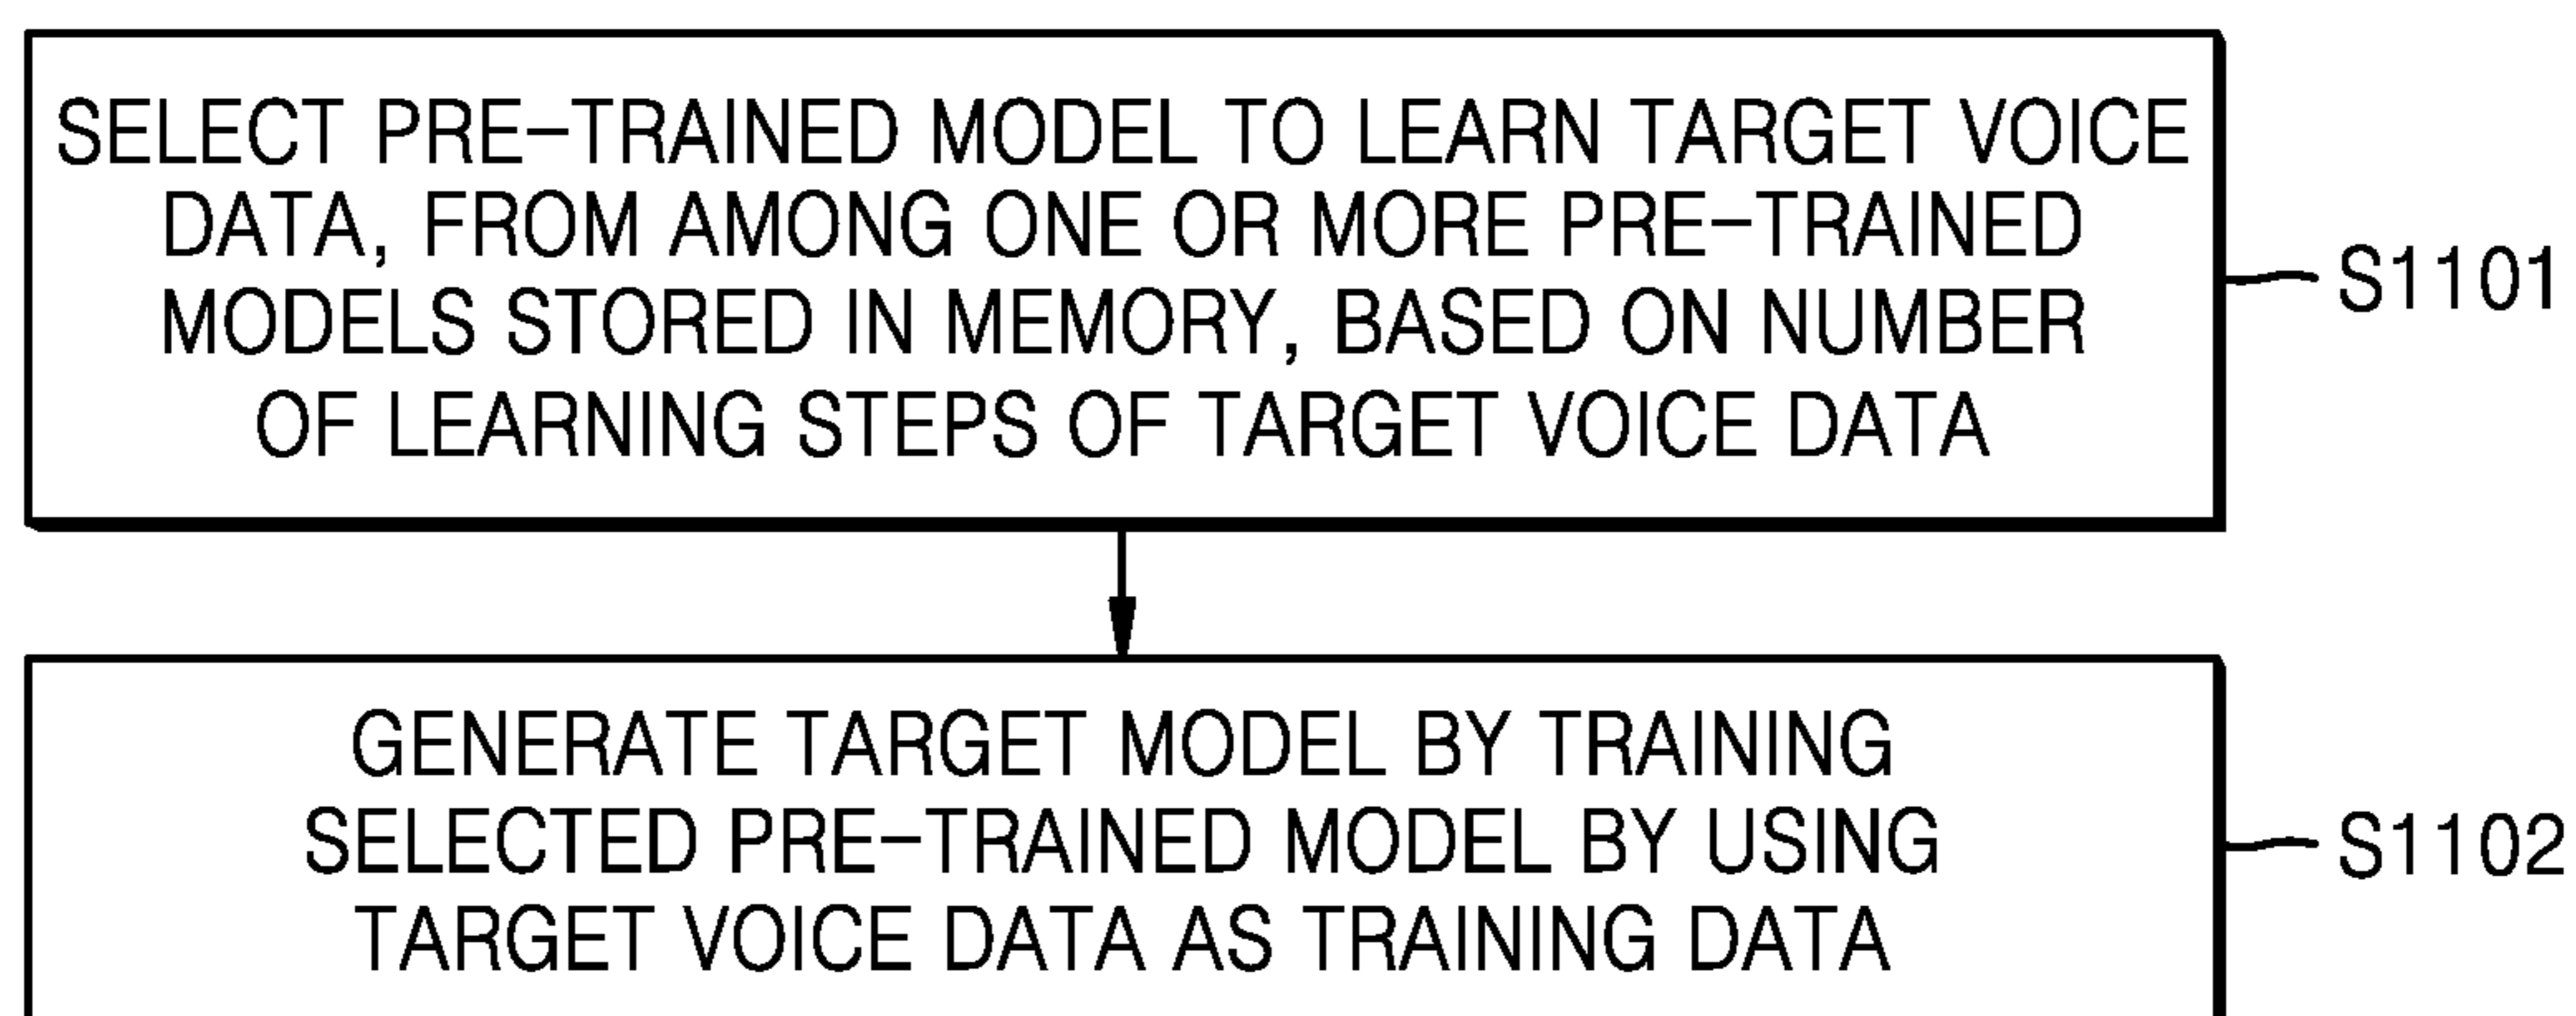 SELECT PRE-TRAINED MODEL TO LEARN TARGET VOICE
DATA, FROM AMONG ONE OR MORE PRE-TRAINED
MODELS STORED IN MEMORY, BASED ON NUMBER
OF LEARNING STEPS OF TARGET VOICE DATA
S1101
GENERATE TARGET MODEL BY TRAINING
SELECTED PRE-TRAINED MODEL BY USING
TARGET VOICE DATA AS TRAINING DATA
S1102